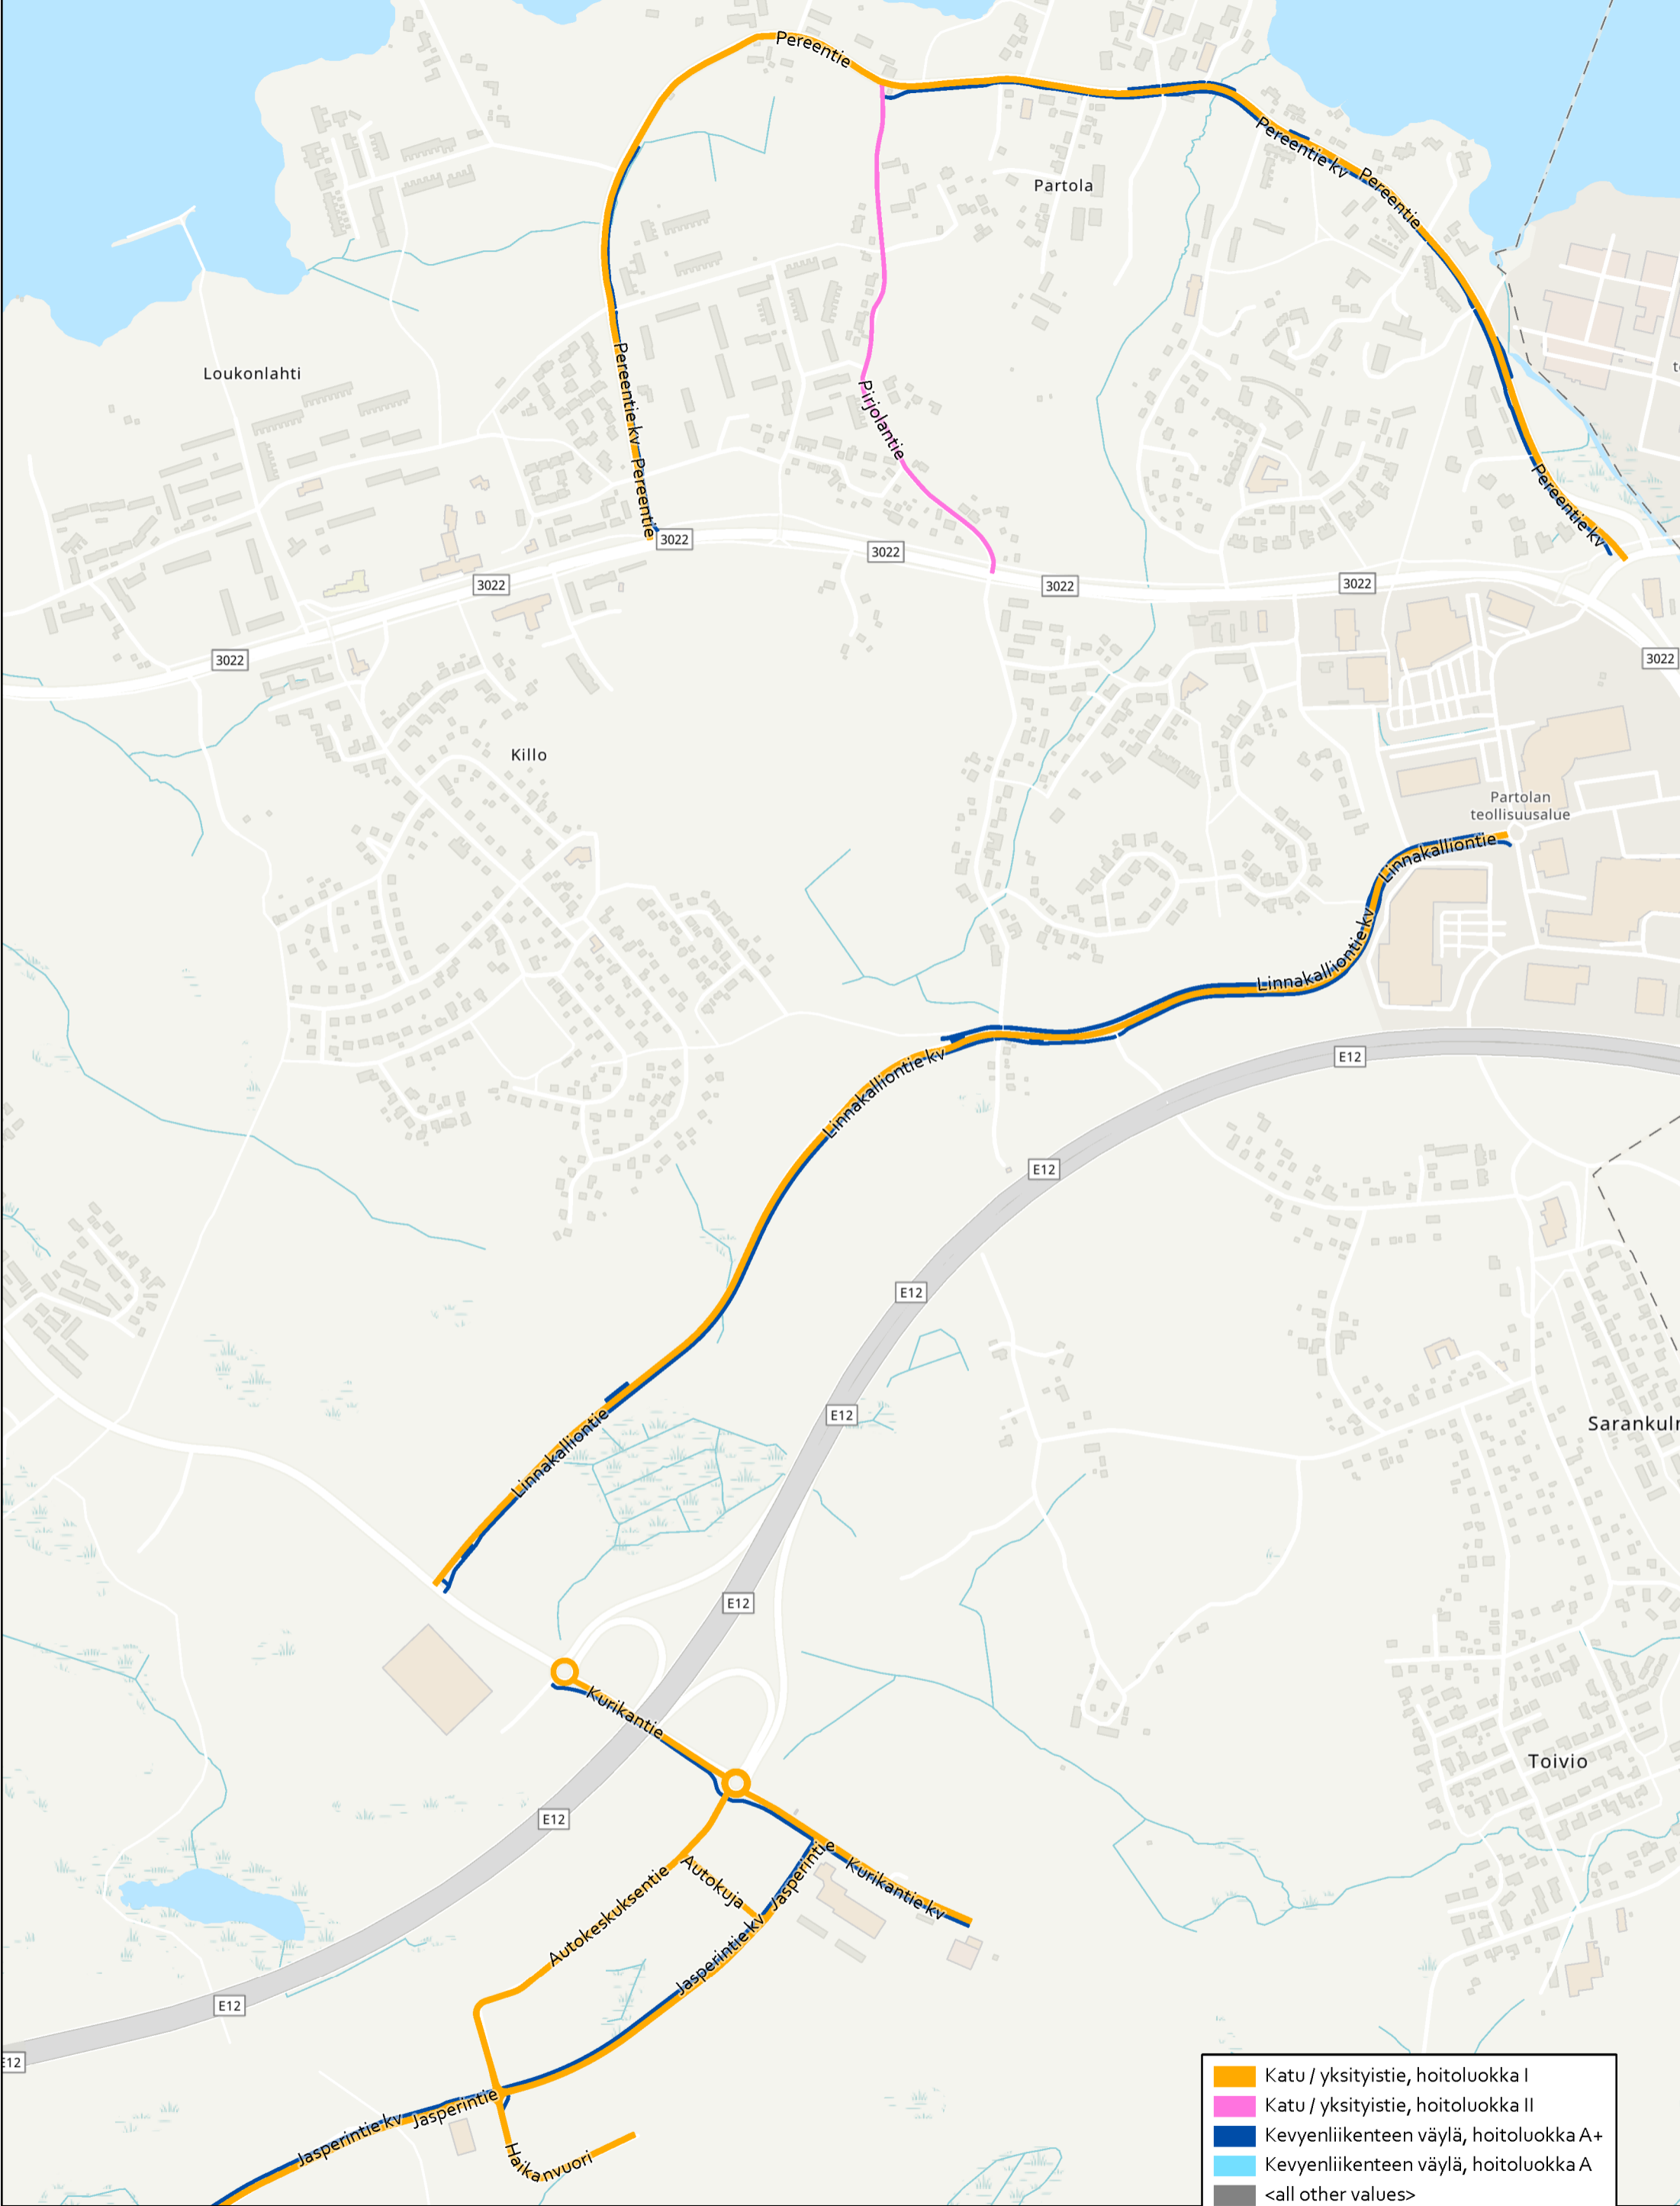 Pereentie
Pereentie kv
Pereentie
Partola
Loukonlahti
Pereentie kv
Pereentie
Pirjolantie
Pereentie kv
3022
3022
3022
3022
3022
3022
3022
Killo
Partolan
teollisuusalue
Linnakalliontie
Linnakalliontie kv
Linnakalliontie kv
E12
E12
E12
E12
Linnakalliontie
E12
Kurikantie
Toivio
E12
Jasperintie
Autokuja
Kurikantie kv
Autokeskuksentie
Jasperintie kv
E12
E12
Jasperintie
Jasperintie kv
Haikanvuori
Katu / yksityistie, hoitoluokka I
Katu / yksityistie, hoitoluokka II
Kevyenliikenteen väylä, hoitoluokka A+
Kevyenliikenteen väylä, hoitoluokka A
<all other values>